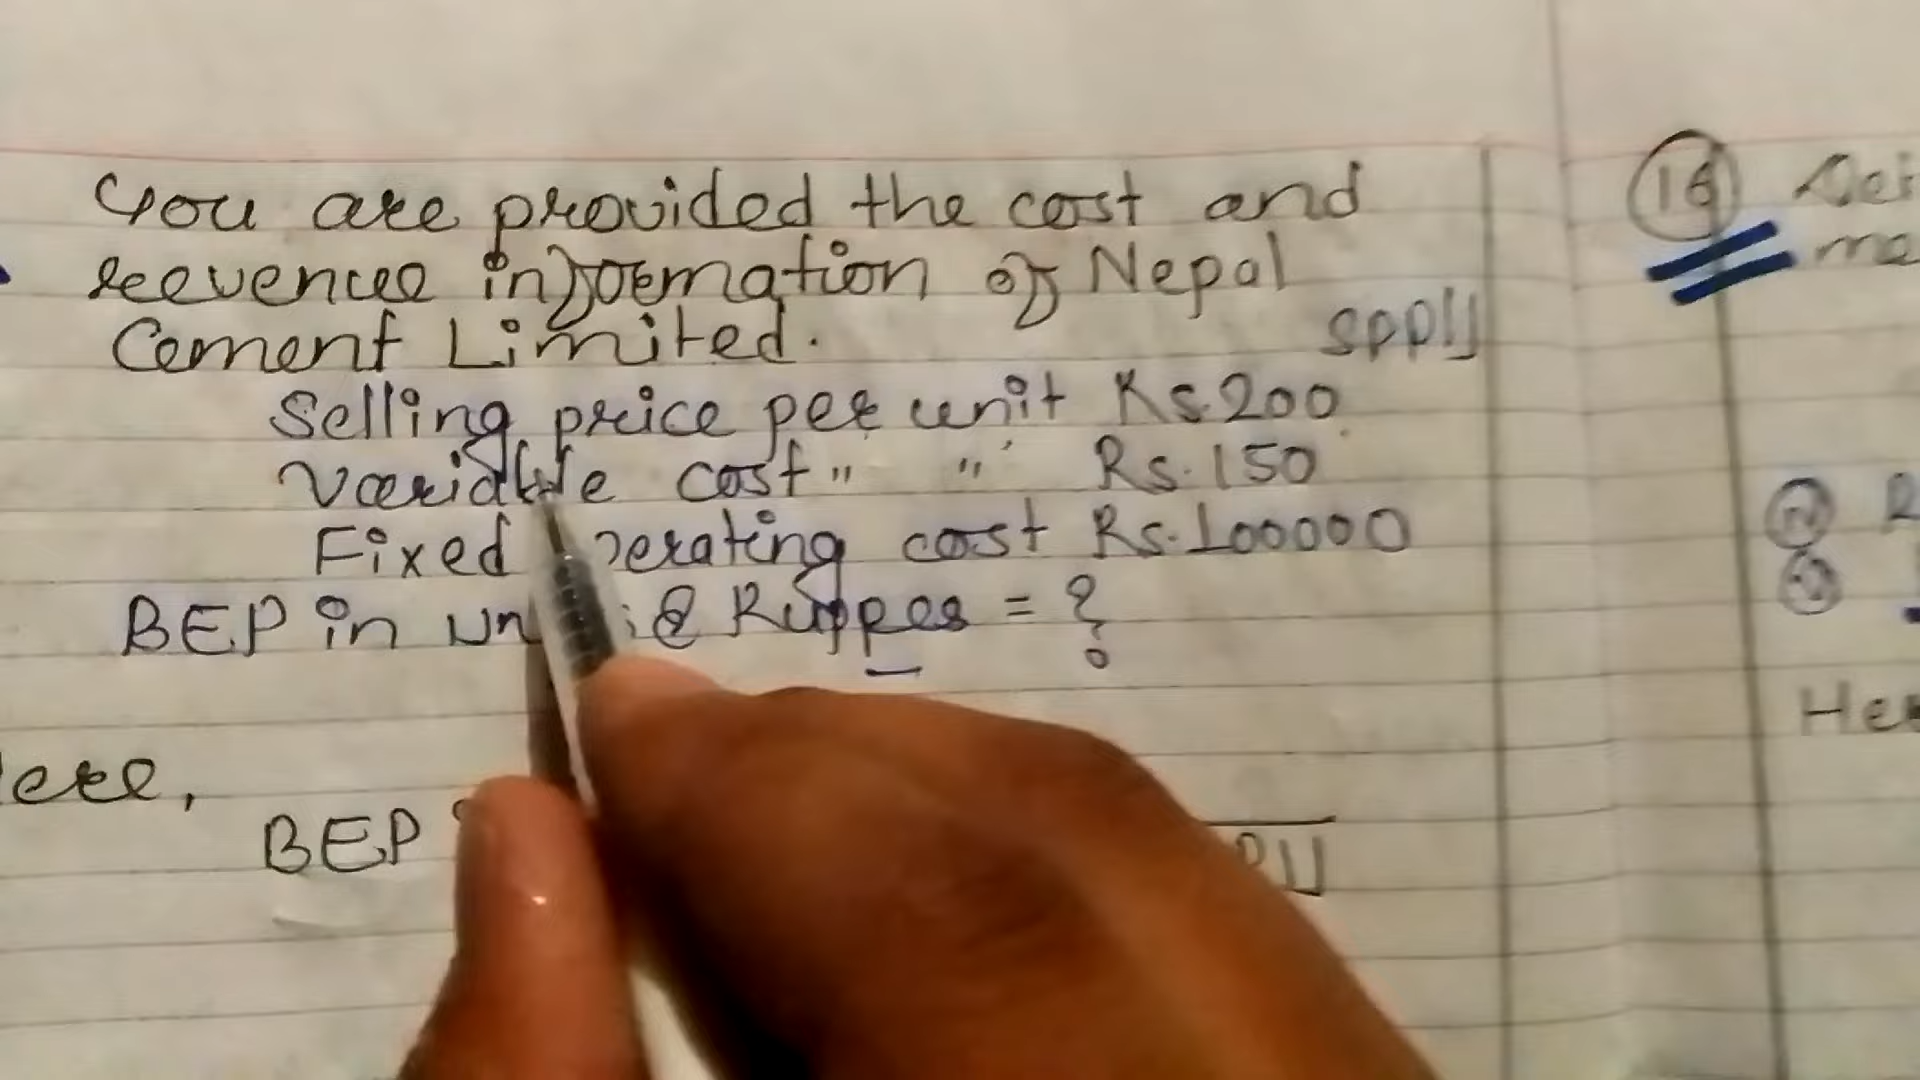 You are provided the cost and
revenue information of Nepal
Cement Limited.
SPPU
Selling price per unit Rs.200
Variable cost " " Rs.150
Fixed cost Rs.100000
BEP in & Rupees = ?
BEP
16
Here,